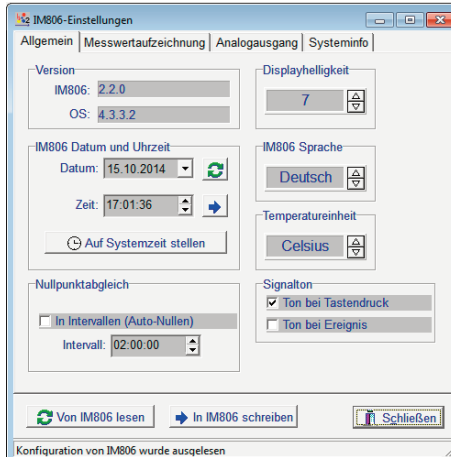 IM806-Einstellungen
Allgemein Messwertaufzeichnung Analogausgang Systeminfo
Version
IM806: 2.2.0
OS: 4.3.3.2
IM806 Datum und Uhrzeit
Datum: 15.10.2014
Zeit: 17:01:36
Auf Systemzeit stellen
Nullpunktabgleich
In Intervallen (Auto-Nullen)
Intervall: 02:00:00
Displayhelligkeit
7
IM806 Sprache
Deutsch
Temperatureinheit
Celsius
Signalton
Ton bei Tastendruck
Ton bei Ereignis
Von IM806 lesen In IM806 schreiben Schließen
Konfiguration von IM806 wurde ausgelesen